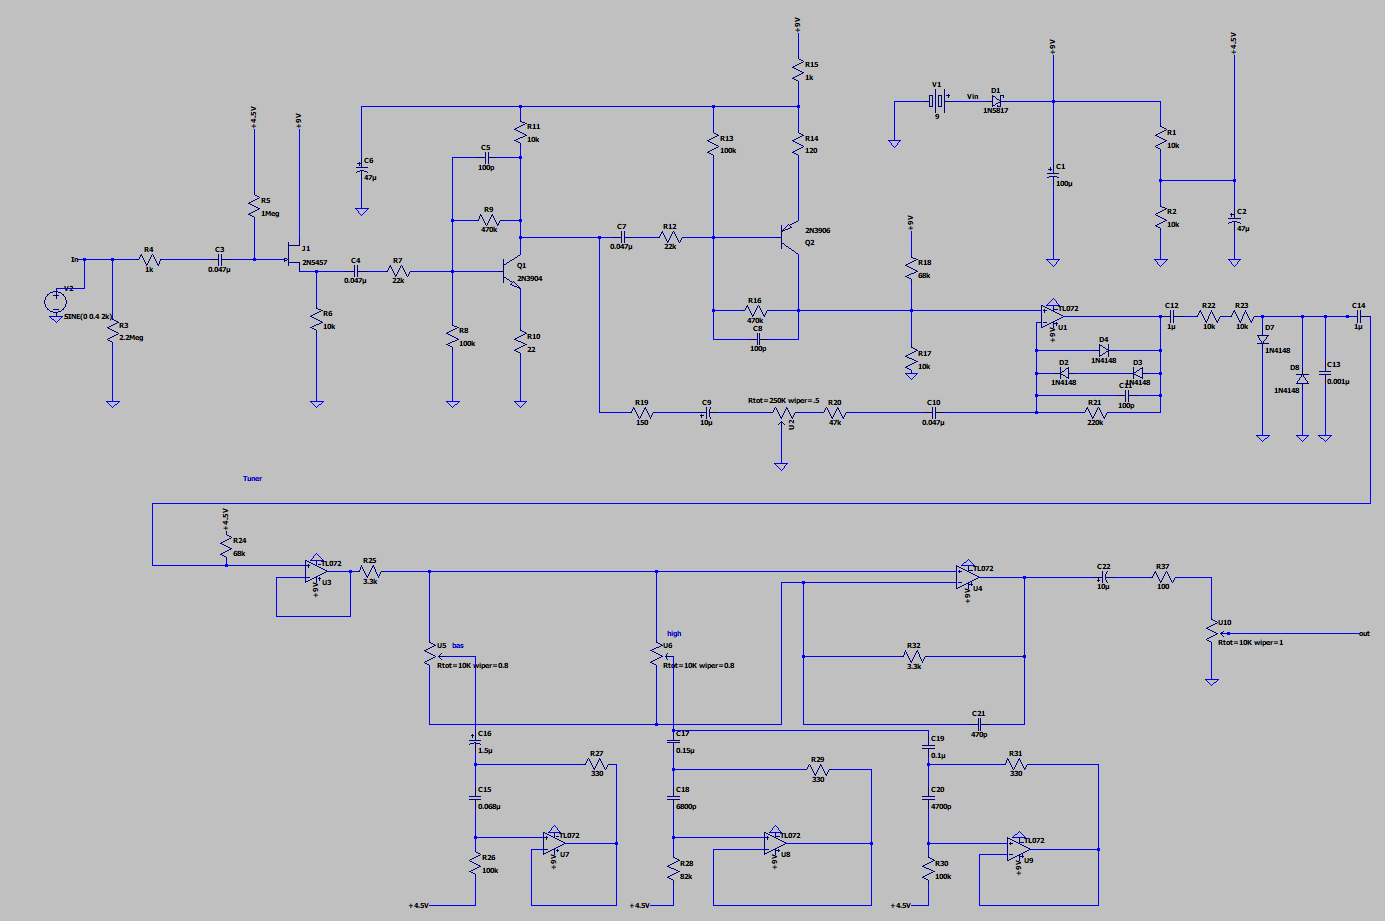 +9V
R15
1k
+9V
+4.5V
V1
9
Vin
D1
1N5817
+4.5V
+9V
R11
10k
R13
100k
R14
120
R1
10k
C5
100p
C6
47µ
C1
100µ
R5
1Meg
R9
470k
C7
0.047µ
R12
22k
2N3906
Q2
+9V
R2
10k
C2
47µ
In
R4
1k
C3
0.047µ
J1
2N5457
C4
0.047µ
R7
22k
Q1
2N3904
R18
68k
V2
SINE(0 0.4 2k)
R3
2.2Meg
R6
10k
R8
100k
R10
22
R16
470k
C8
100p
R17
10k
TL072
U1
+9V
C12
1µ
R22
10k
R23
10k
C14
1µ
D7
1N4148
D4
1N4148
D2
1N4148
D3
1N4148
C11
100p
D8
1N4148
C13
0.001µ
R19
150
C9
10µ
Rtot=250K wiper=.5
U2
R20
47k
C10
0.047µ
R21
220k
Tuner
+4.5V
R24
68k
TL072
U3
+9V
R25
3.3k
TL072
U4
+9V
C22
10µ
R37
100
U10
Rtot=10K wiper=1
out
U5
bas
Rtot=10K wiper=0.8
high
U6
Rtot=10K wiper=0.8
R32
3.3k
C21
470p
C16
1.5µ
C17
0.15µ
C19
0.1µ
R27
330
R29
330
R31
330
C15
0.068µ
C18
6800p
C20
4700p
TL072
U7
+9V
TL072
U8
+9V
TL072
U9
+9V
R26
100k
R28
82k
R30
100k
+4.5V
+4.5V
+4.5V